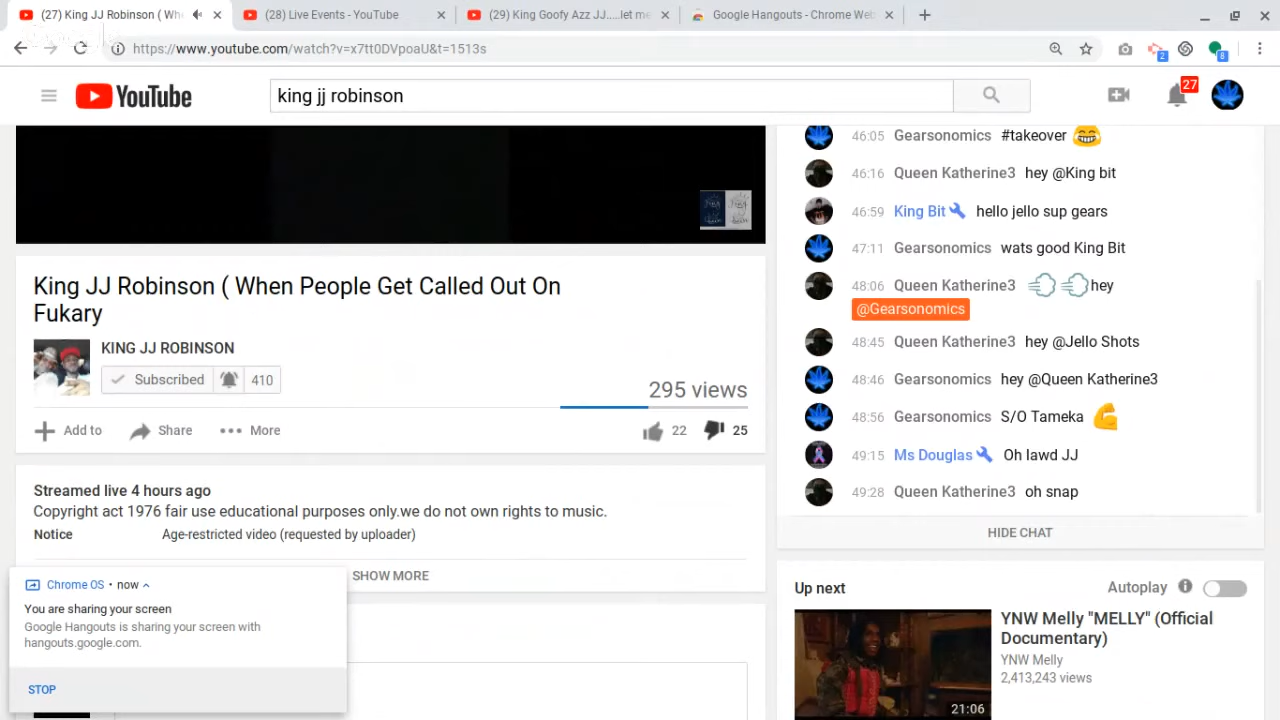 (27) King JJ Robinson ( Wh
(28) Live Events - YouTube
(29) King Goofy Azz JJ.....let me
Google Hangouts - Chrome Web
https://www.youtube.com/watch?v=x7tt0DVpoaU&t=1513s
2
8
YouTube
king jj robinson
27
46:05 Gearsonomics #takeover
46:16 Queen Katherine3 hey @King bit
46:59 King Bit hello jello sup gears
47:11 Gearsonomics wats good King Bit
48:06 Queen Katherine3 hey
@Gearsonomics
48:45 Queen Katherine3 hey @Jello Shots
48:46 Gearsonomics hey @Queen Katherine3
48:56 Gearsonomics S/O Tameka
49:15 Ms Douglas Oh lawd JJ
49:28 Queen Katherine3 oh snap
HIDE CHAT
King JJ Robinson ( When People Get Called Out On
Fukary
KING JJ ROBINSON
Subscribed 410
295 views
Add to Share More 22 25
Streamed live 4 hours ago
Copyright act 1976 fair use educational purposes only.we do not own rights to music.
Notice Age-restricted video (requested by uploader)
SHOW MORE
Chrome OS • now
You are sharing your screen
Google Hangouts is sharing your screen with
hangouts.google.com.
STOP
Up next Autoplay
YNW Melly "MELLY" (Official
Documentary)
YNW Melly
2,413,243 views
21:06